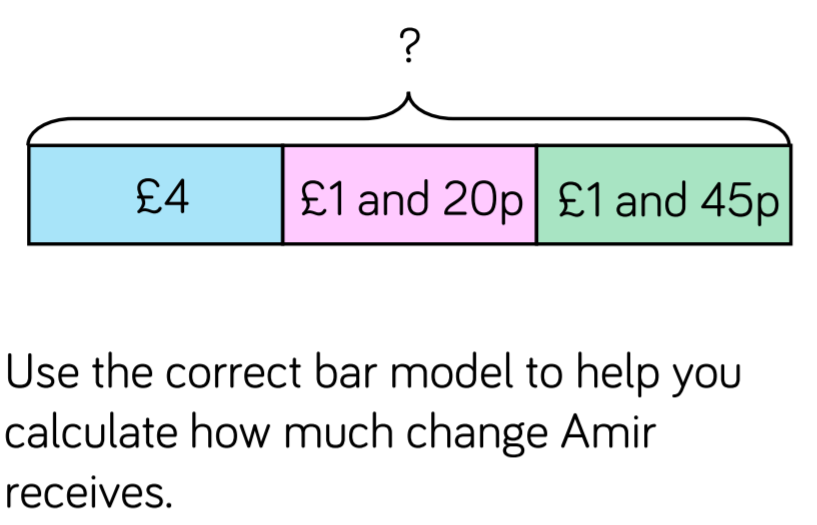 ?
£4 £1 and 20p £1 and 45p
Use the correct bar model to help you
calculate how much change Amir
receives.